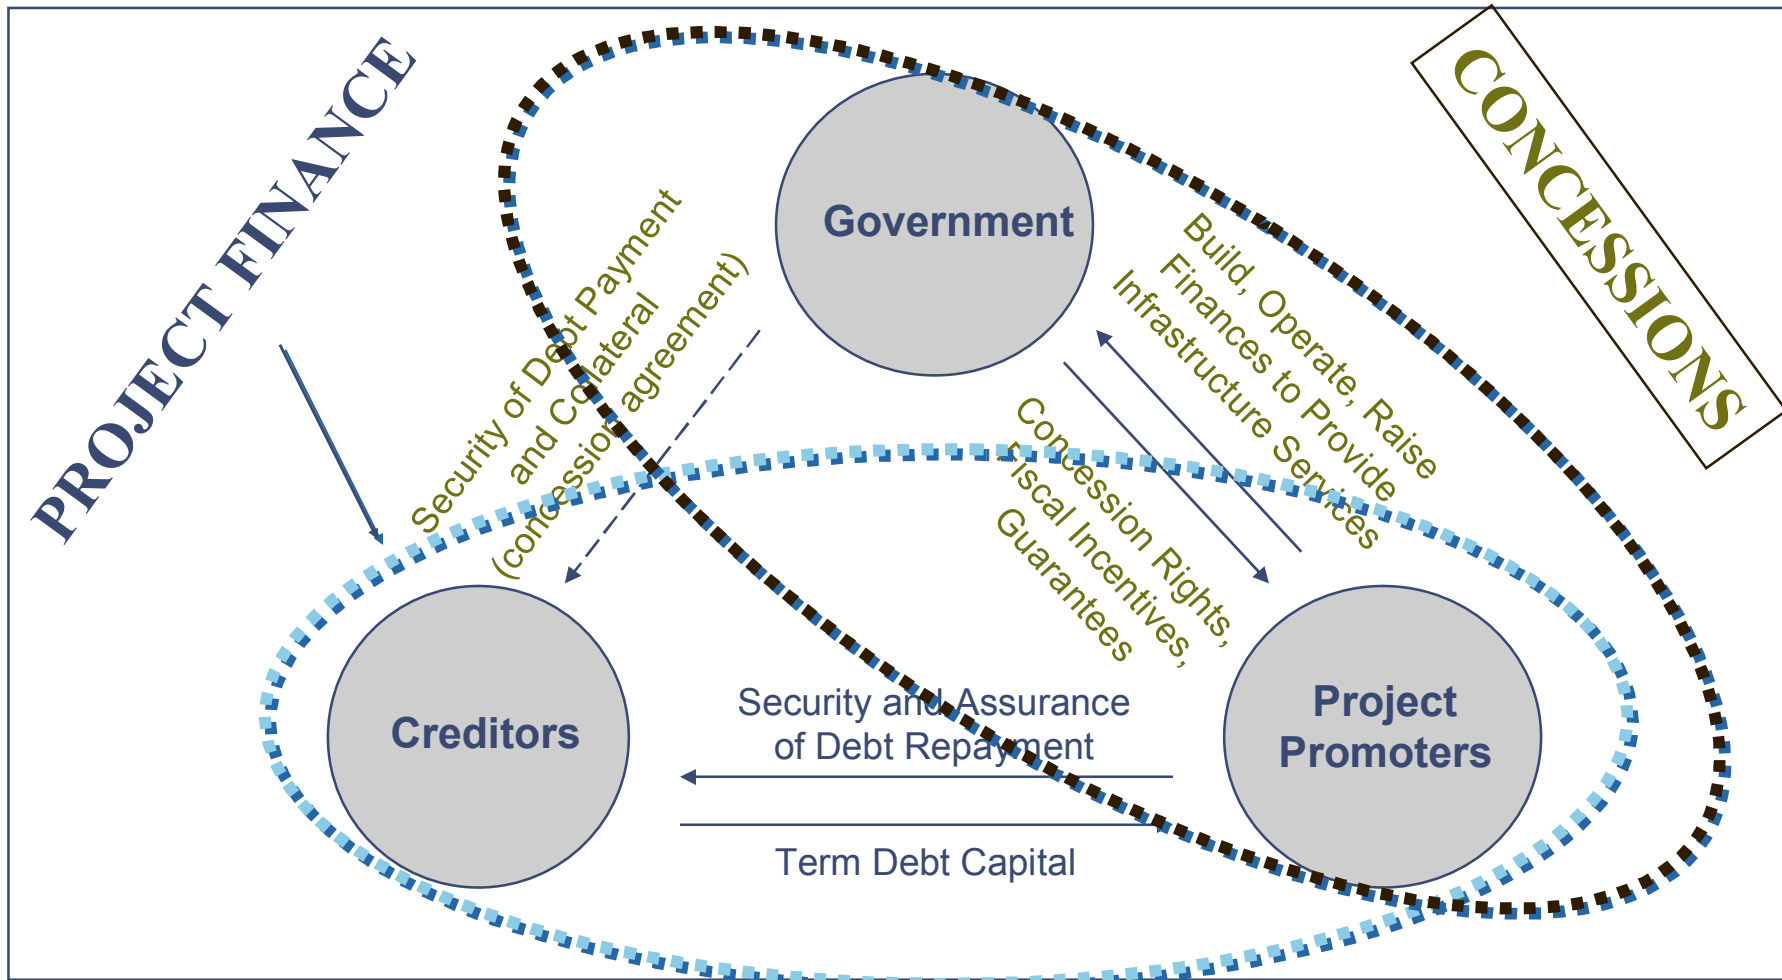 PROJECT FINANCE
CONCESSIONS
Government
Security of Debt Payment
and Collateral
(concession agreement)
Build, Operate, Raise
Finances to Provide
Infrastructure Services
Concession Rights,
Fiscal Incentives,
Guarantees
Creditors
Security and Assurance
of Debt Repayment
Term Debt Capital
Project
Promoters